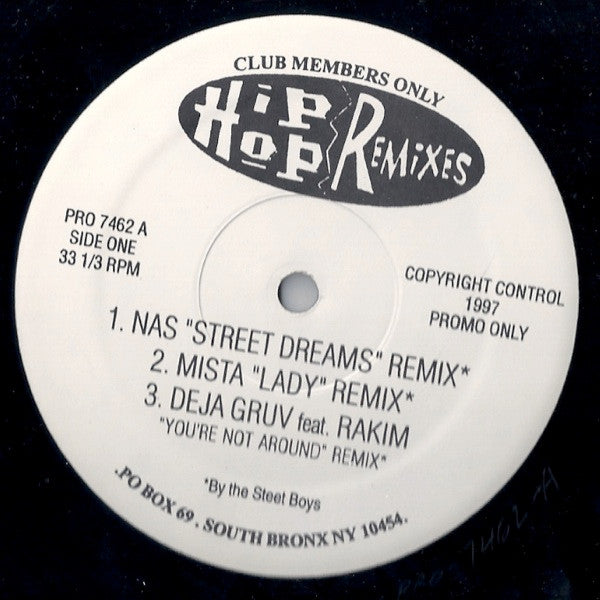 CLUB MEMBERS ONLY
HiP HoP REMiXES
PRO 7462 A
SIDE ONE
33 1/3 RPM
COPYRIGHT CONTROL
1997
PROMO ONLY
1. NAS "STREET DREAMS" REMIX*
2. MISTA "LADY" REMIX*
3. DEJA GRUV feat. RAKIM
"YOU'RE NOT AROUND" REMIX*
*By the Steet Boys
.PO BOX 69 . SOUTH BRONX NY 10454.
PRO-7462-A